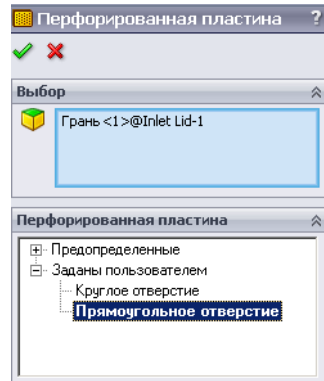 Перфорированная пластина ?
Выбор
Грань <1>@Inlet Lid-1
Перфорированная пластина
Предопределенные
Заданы пользователем
Круглое отверстие
Прямоугольное отверстие